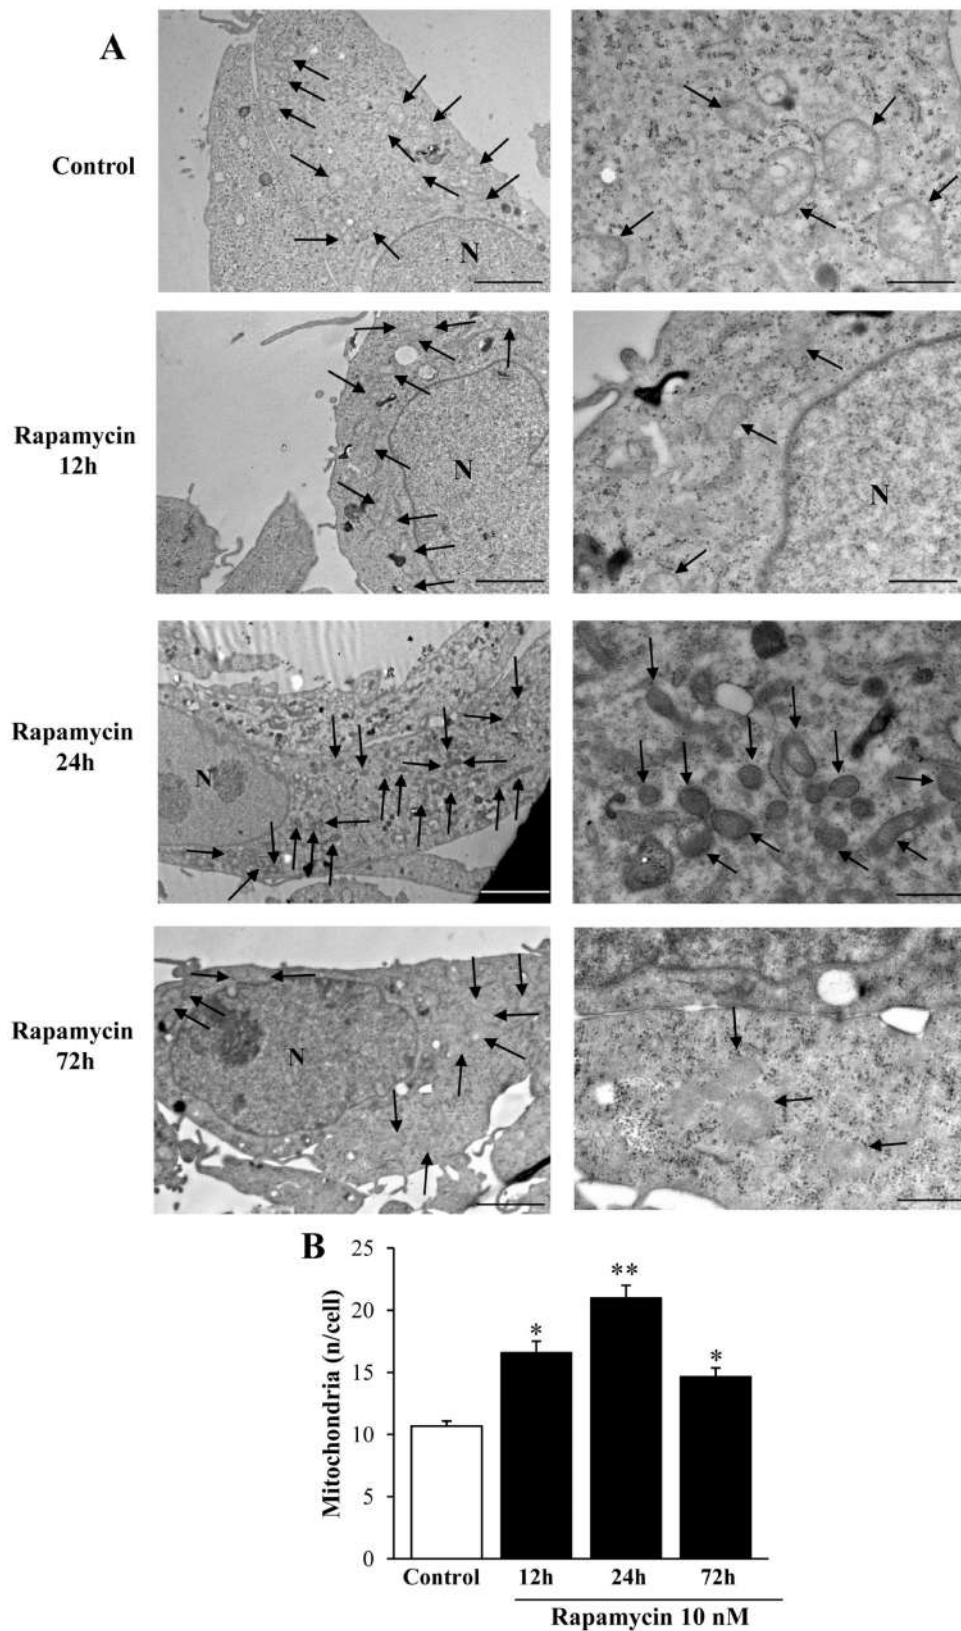 A
Control
N
Rapamycin
12h
N
N
Rapamycin
24h
N
Rapamycin
72h
N
B
Mitochondria (n/cell)
25
20
15
10
5
0
*
**
*
Control
12h
24h
72h
Rapamycin 10 nM